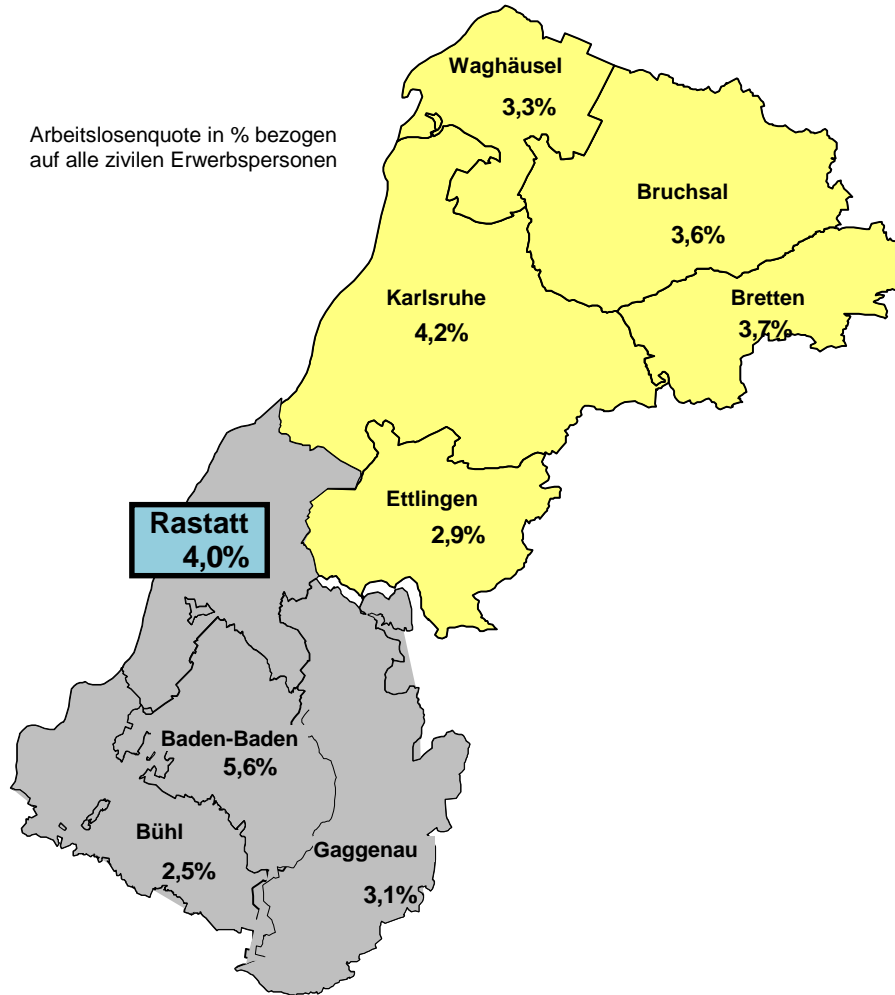 Waghäusel
3,3%
Arbeitslosenquote in % bezogen
auf alle zivilen Erwerbspersonen
Bruchsal
3,6%
Karlsruhe
4,2%
Bretten
3,7%
Ettlingen
2,9%
Rastatt
4,0%
Baden-Baden
5,6%
Bühl
2,5%
Gaggenau
3,1%